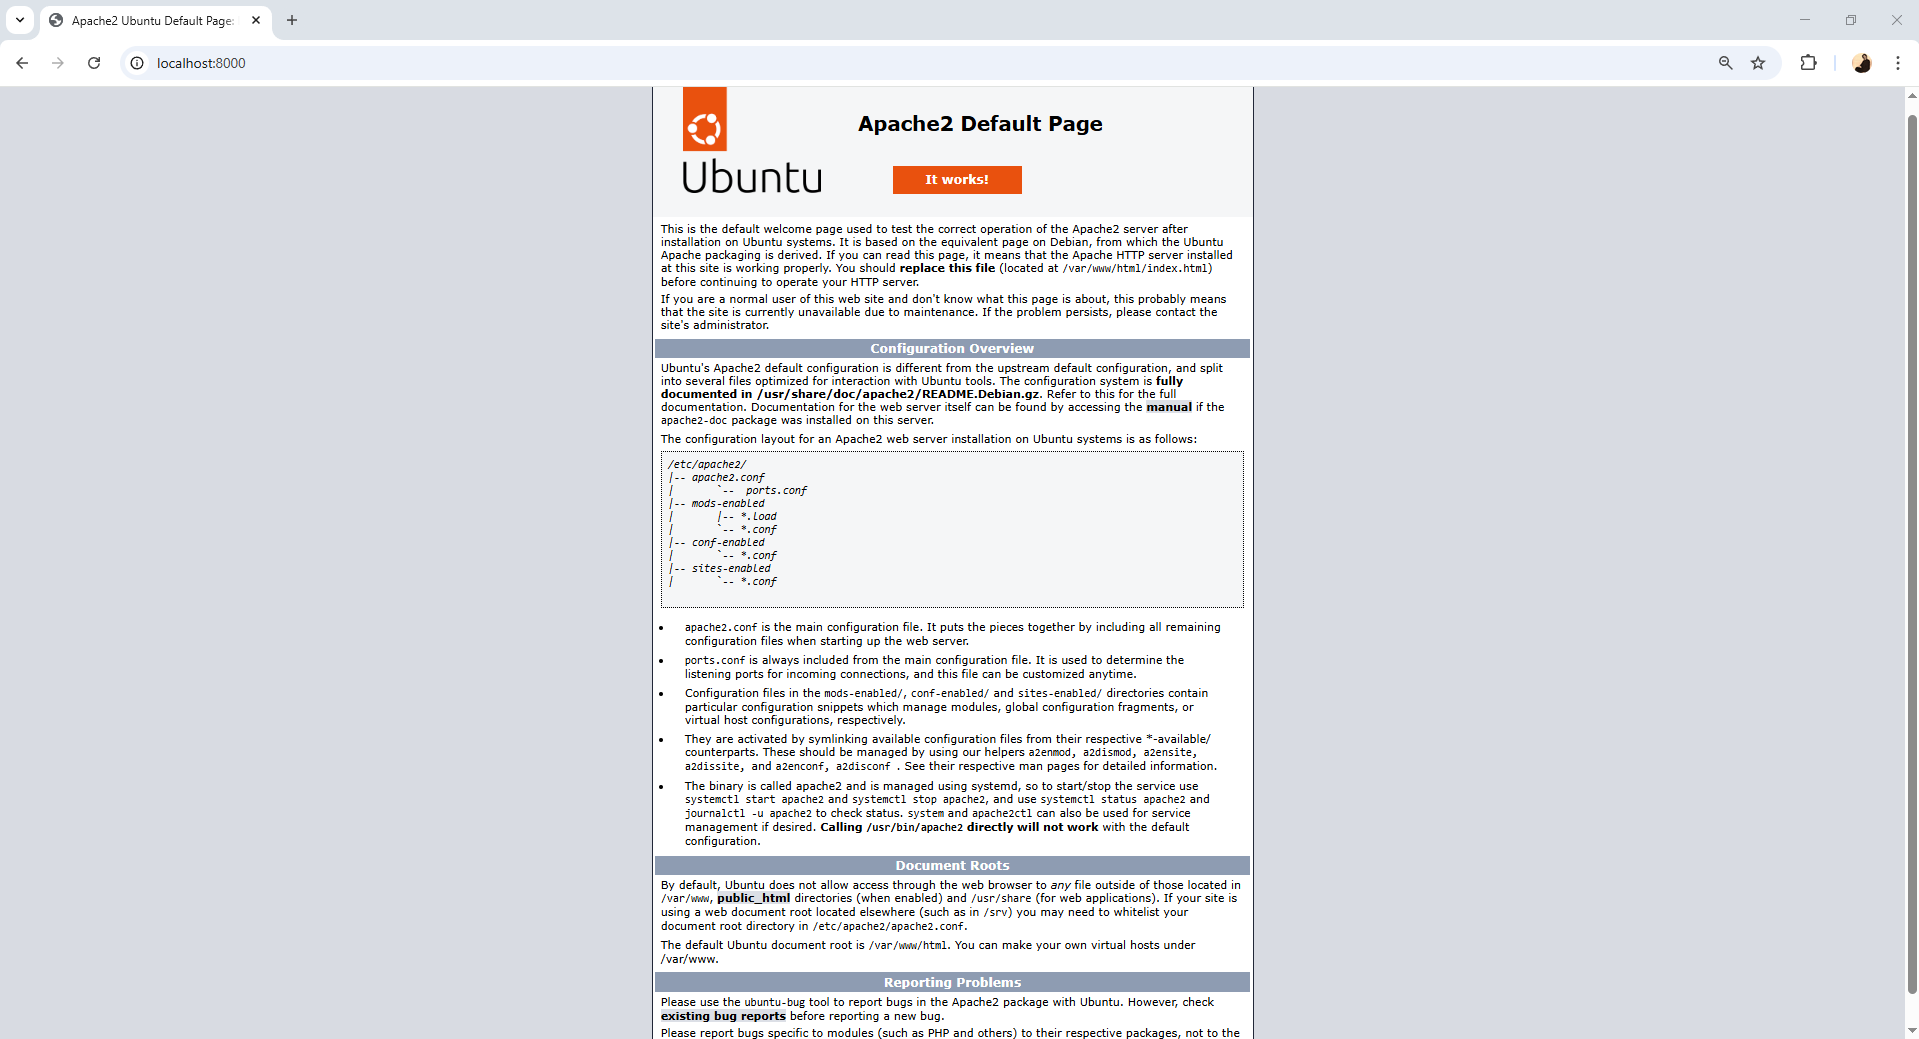 Apache2 Ubuntu Default Page:
localhost:8000
Apache2 Default Page
Ubuntu
It works!
This is the default welcome page used to test the correct operation of the Apache2 server after
installation on Ubuntu systems. It is based on the equivalent page on Debian, from which the Ubuntu
Apache packaging is derived. If you can read this page, it means that the Apache HTTP server installed
at this site is working properly. You should replace this file (located at /var/www/html/index.html)
before continuing to operate your HTTP server.
If you are a normal user of this web site and don't know what this page is about, this probably means
that the site is currently unavailable due to maintenance. If the problem persists, please contact the
site's administrator.
Configuration Overview
Ubuntu's Apache2 default configuration is different from the upstream default configuration, and split
into several files optimized for interaction with Ubuntu tools. The configuration system is fully
documented in /usr/share/doc/apache2/README.Debian.gz. Refer to this for the full
documentation. Documentation for the web server itself can be found by accessing the manual if the
apache2-doc package was installed on this server.
The configuration layout for an Apache2 web server installation on Ubuntu systems is as follows:
/etc/apache2/
|-- apache2.conf
|       `--  ports.conf
|-- mods-enabled
|       |-- *.load
|       `-- *.conf
|-- conf-enabled
|       `-- *.conf
|-- sites-enabled
|       `-- *.conf
• apache2.conf is the main configuration file. It puts the pieces together by including all remaining
configuration files when starting up the web server.
• ports.conf is always included from the main configuration file. It is used to determine the
listening ports for incoming connections, and this file can be customized anytime.
• Configuration files in the mods-enabled/, conf-enabled/ and sites-enabled/ directories contain
particular configuration snippets which manage modules, global configuration fragments, or
virtual host configurations, respectively.
• They are activated by symlinking available configuration files from their respective *-available/
counterparts. These should be managed by using our helpers a2enmod, a2dismod, a2ensite,
a2dissite, and a2enconf, a2disconf . See their respective man pages for detailed information.
• The binary is called apache2 and is managed using systemd, so to start/stop the service use
systemctl start apache2 and systemctl stop apache2, and use systemctl status apache2 and
journalctl -u apache2 to check status. system and apache2ctl can also be used for service
management if desired. Calling /usr/bin/apache2 directly will not work with the default
configuration.
Document Roots
By default, Ubuntu does not allow access through the web browser to any file outside of those located in
/var/www, public_html directories (when enabled) and /usr/share (for web applications). If your site is
using a web document root located elsewhere (such as in /srv) you may need to whitelist your
document root directory in /etc/apache2/apache2.conf.
The default Ubuntu document root is /var/www/html. You can make your own virtual hosts under
/var/www.
Reporting Problems
Please use the ubuntu-bug tool to report bugs in the Apache2 package with Ubuntu. However, check
existing bug reports before reporting a new bug.
Please report bugs specific to modules (such as PHP and others) to their respective packages, not to the